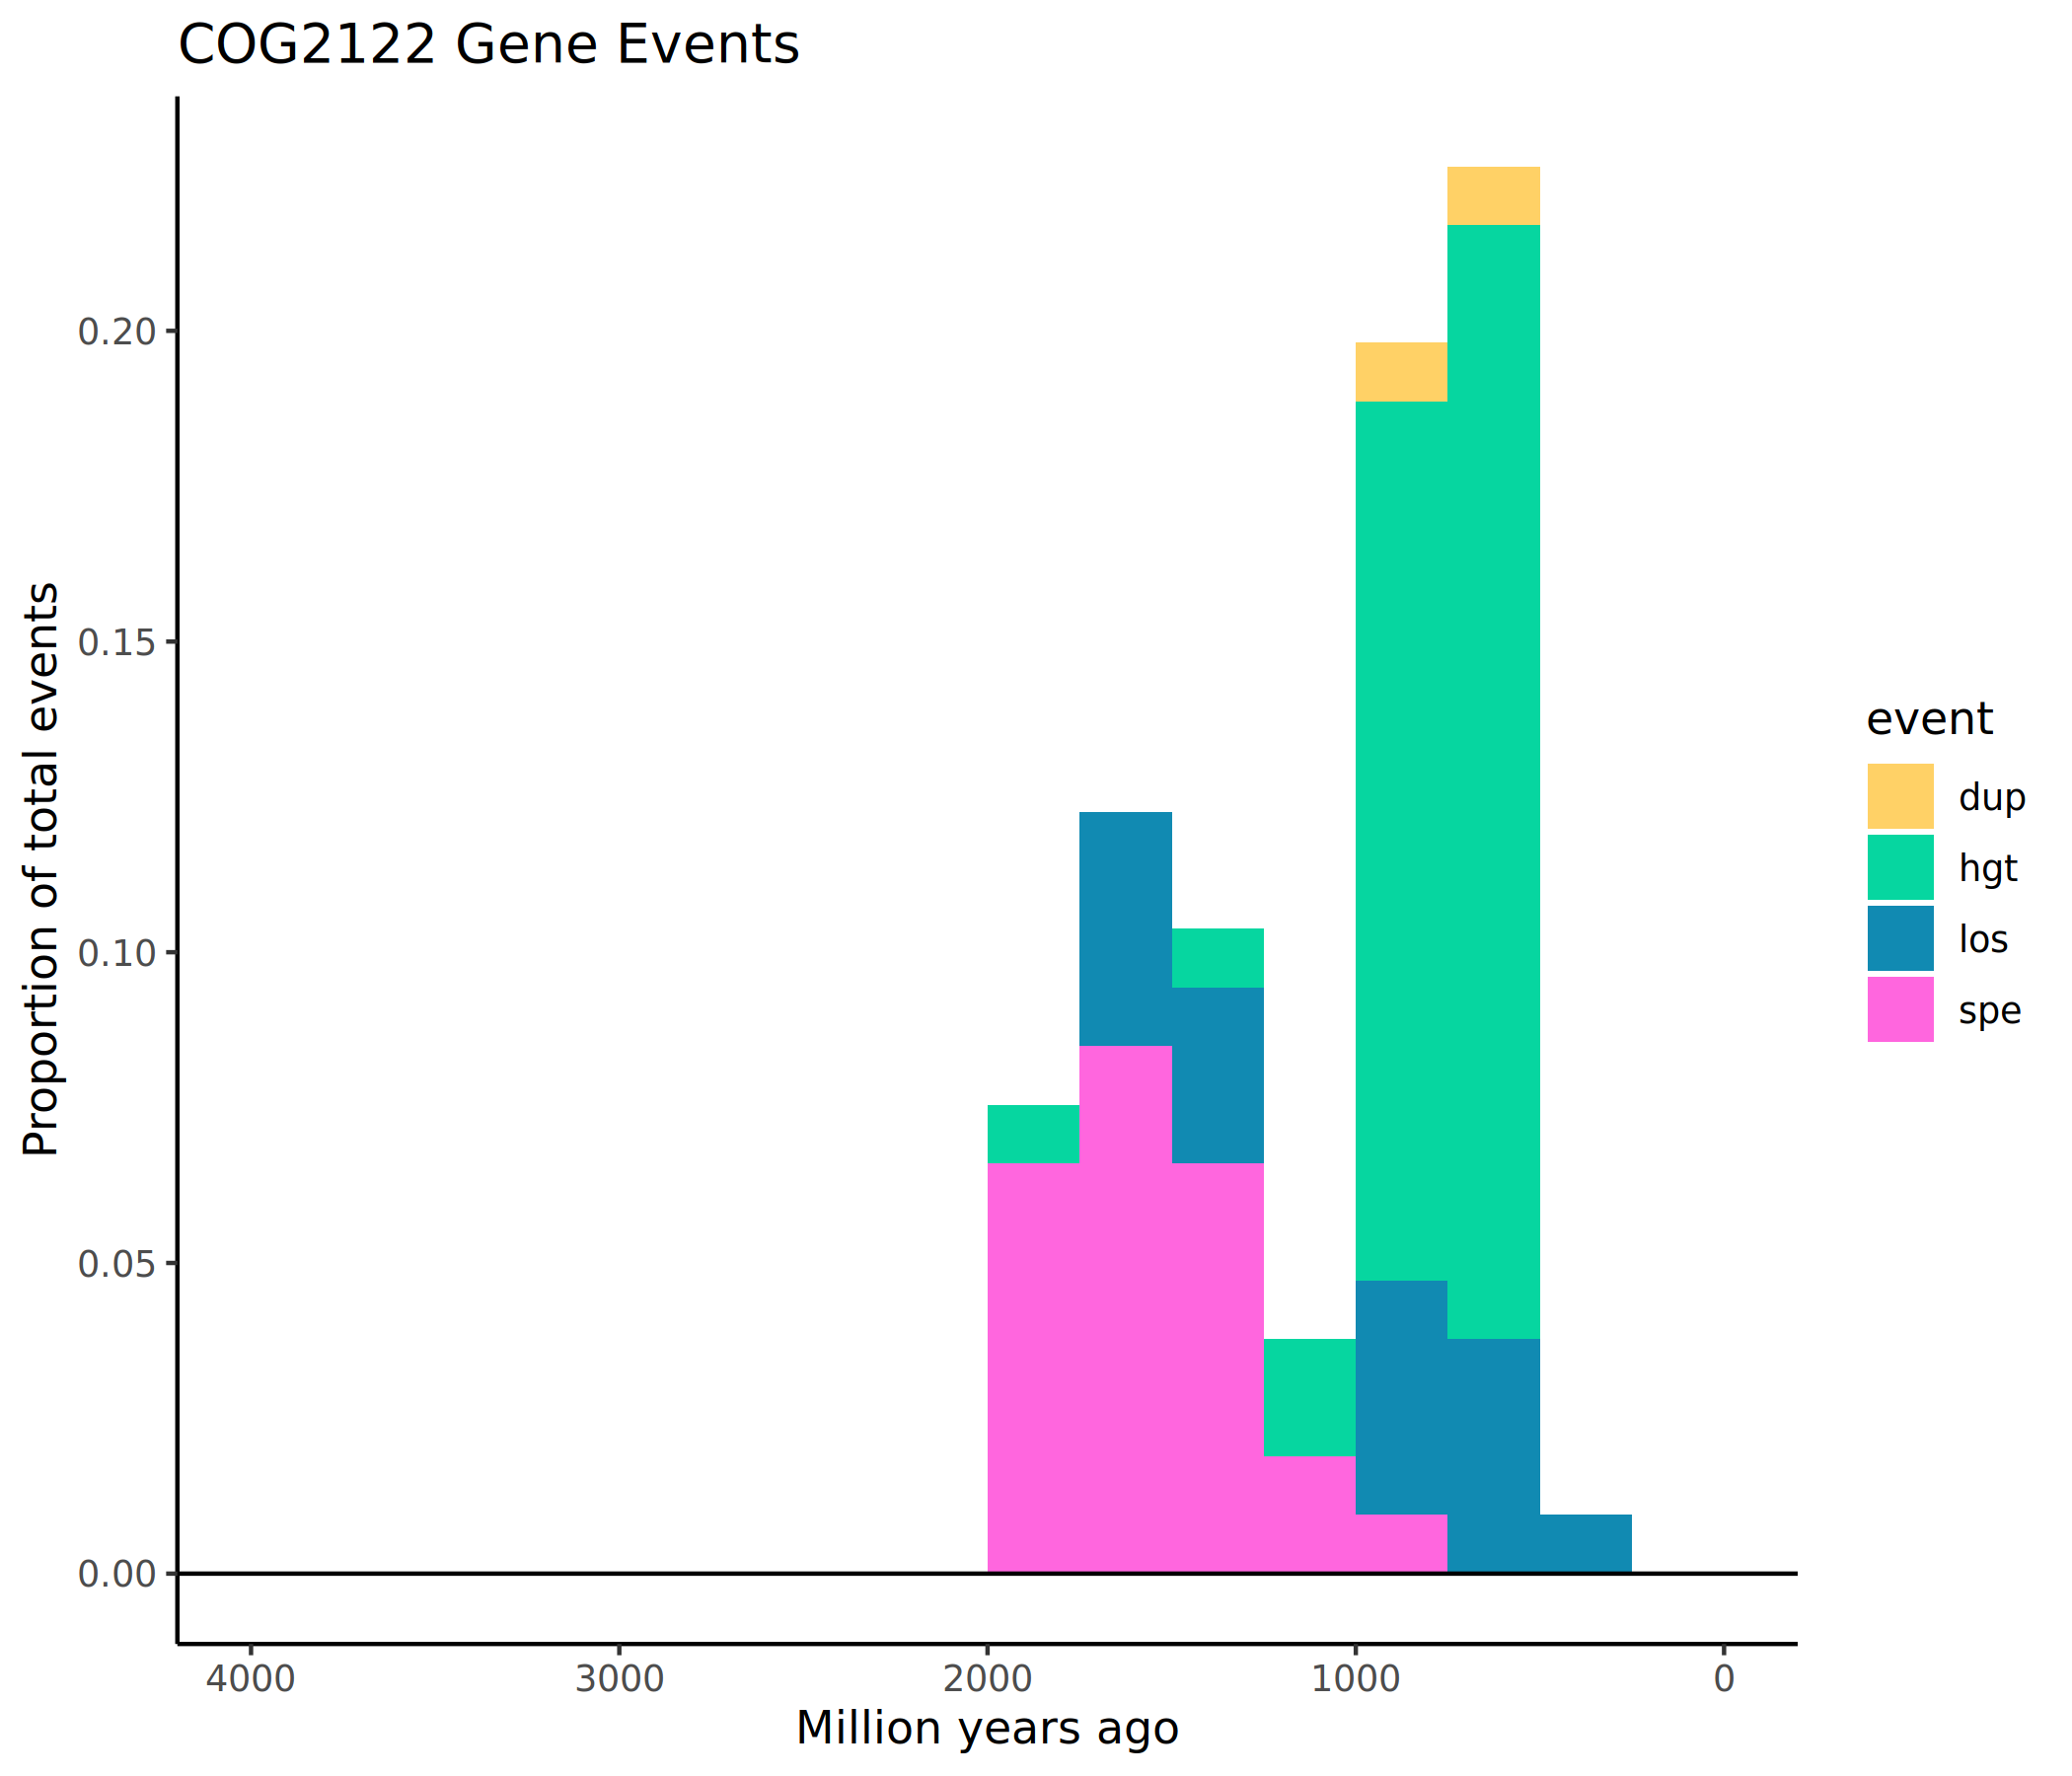 COG2122 Gene Events
Proportion of total events
0.20
0.15
0.10
0.05
0.00
4000 3000 2000 1000 0
Million years ago
event
dup
hgt
los
spe